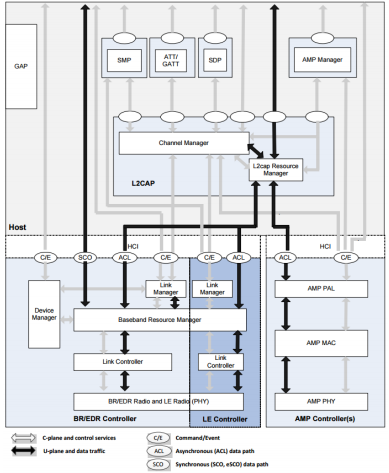 GAP
SMP
ATT/
GATT
SDP
AMP Manager
Channel Manager
L2cap Resource
Manager
L2CAP
Host
HCI
HCI
C/E
SCO
ACL
C/E
C/E
ACL
ACL
C/E
Device
Manager
Link
Manager
Link
Manager
Baseband Resource Manager
Link Controller
Link
Controller
BR/EDR Radio and LE Radio (PHY)
BR/EDR Controller
LE Controller
AMP PAL
AMP MAC
AMP PHY
AMP Controller(s)
C-plane and control services
U-plane and data traffic
C/E
Command/Event
ACL
Asynchronous (ACL) data path
SCO
Synchronous (SCO, eSCO) data path